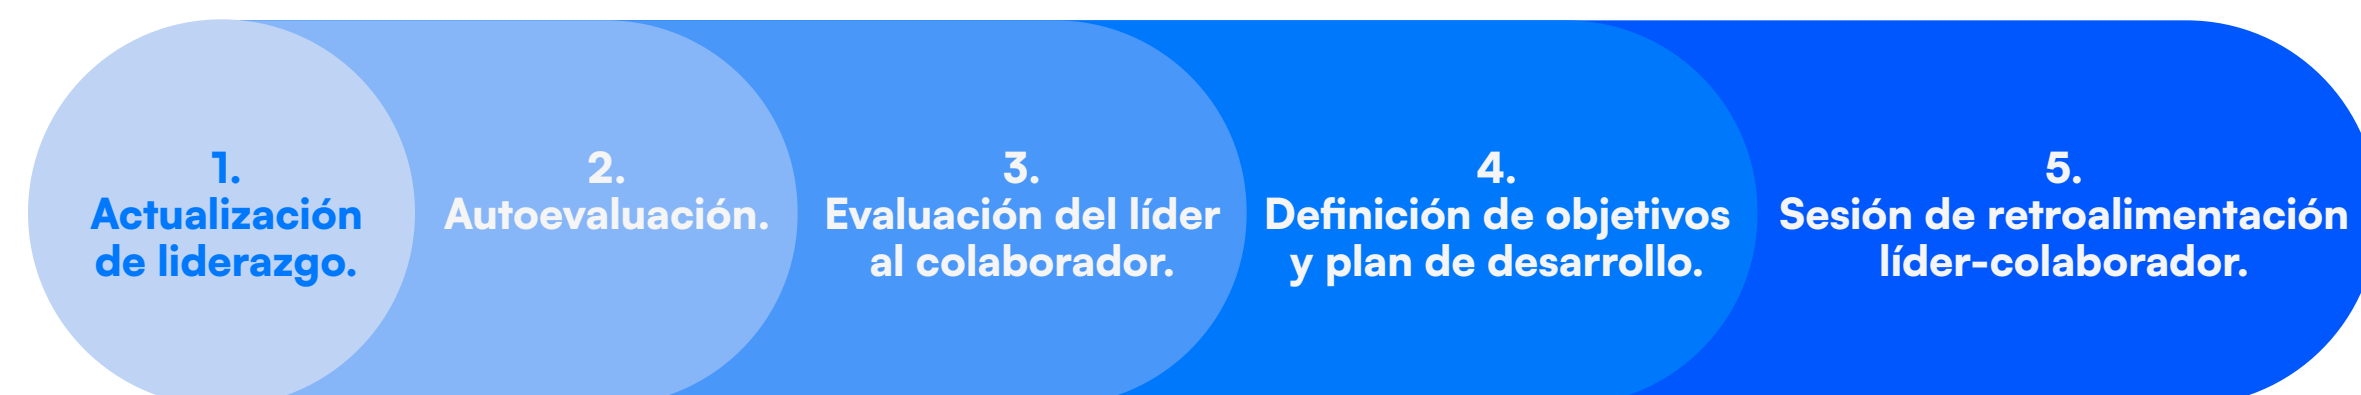 1.
Actualización
de liderazgo.
2.
Autoevaluación.
3.
Evaluación del líder
al colaborador.
4.
Definición de objetivos
y plan de desarrollo.
5.
Sesión de retroalimentación
líder-colaborador.